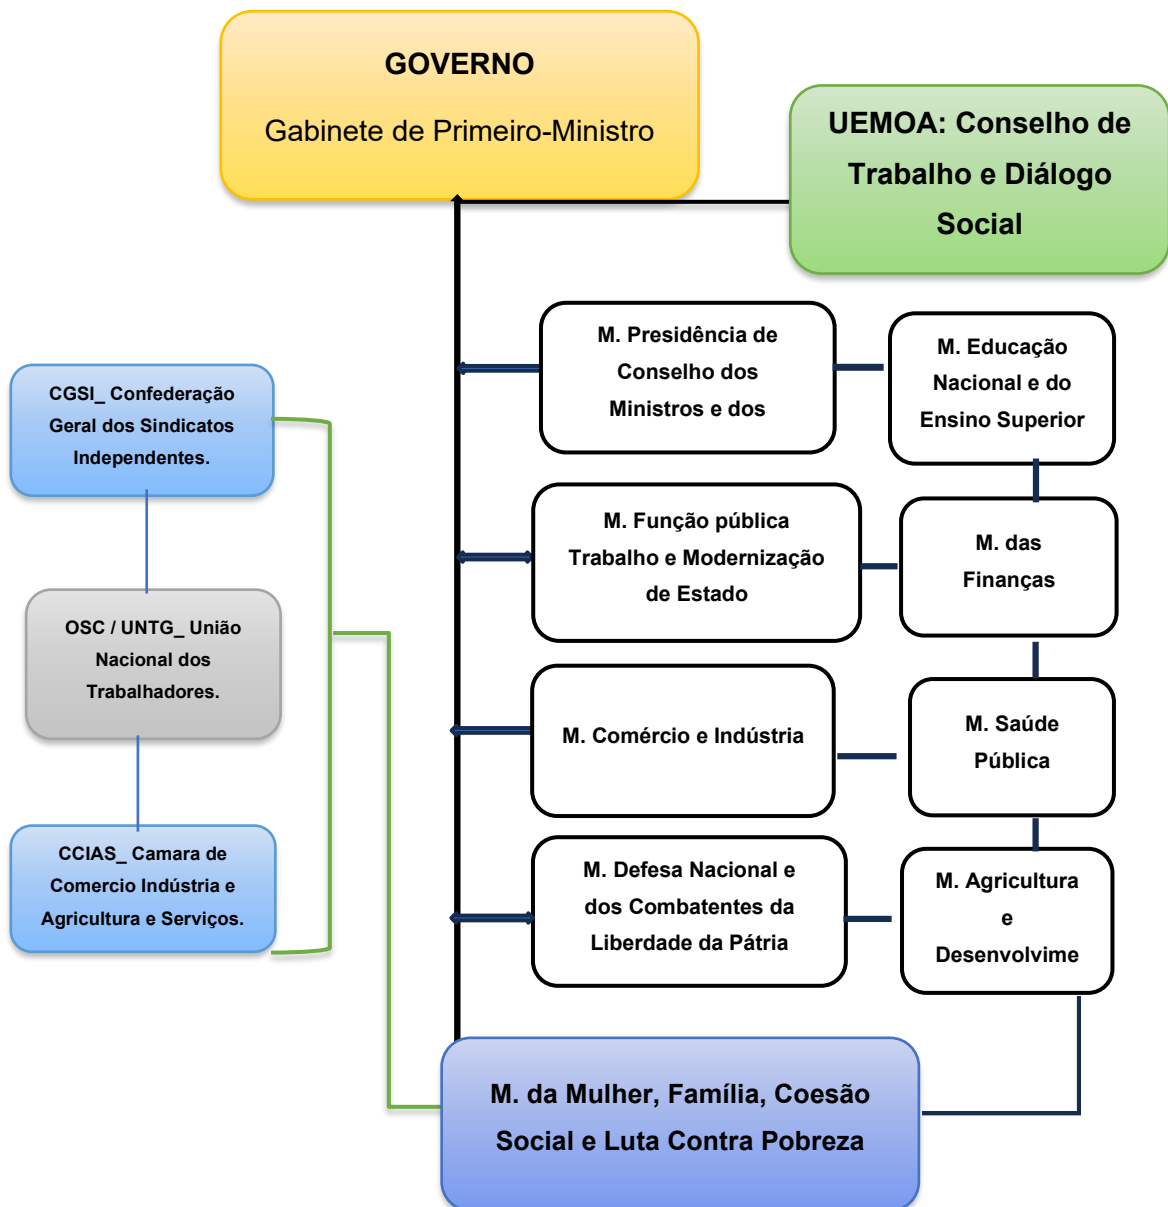 GOVERNO
Gabinete de Primeiro-Ministro
UEMOA: Conselho de
Trabalho e Diálogo
Social
M. Presidência de
Conselho dos
Ministros e dos
M. Educação
Nacional e do
Ensino Superior
CGSI_ Confederação
Geral dos Sindicatos
Independentes.
M. Função pública
Trabalho e Modernização
de Estado
M. das
Finanças
OSC / UNTG_ União
Nacional dos
Trabalhadores.
M. Comércio e Indústria
M. Saúde
Pública
CCIAS_ Camara de
Comercio Indústria e
Agricultura e Serviços.
M. Defesa Nacional e
dos Combatentes da
Liberdade da Pátria
M. Agricultura
e
Desenvolvime
M. da Mulher, Família, Coesão
Social e Luta Contra Pobreza